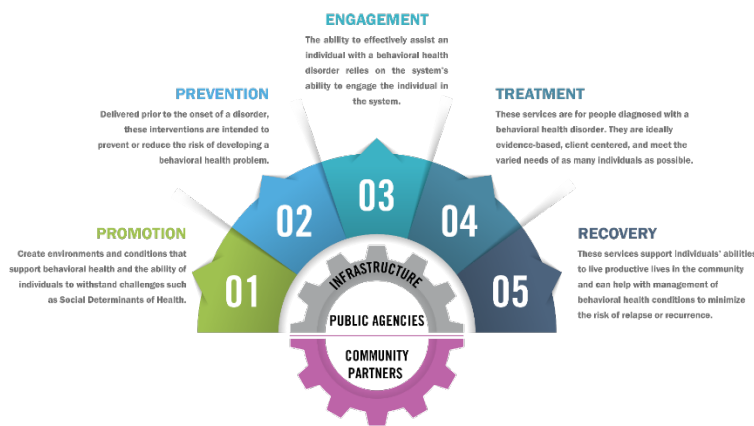 ENGAGEMENT
The ability to effectively assist an
individual with a behavioral health
disorder relies on the system's
ability to engage the individual in
the system.
PREVENTION
Delivered prior to the onset of a disorder,
these interventions are intended to
prevent or reduce the risk of developing a
behavioral health problem.
TREATMENT
These services are for people diagnosed with a
behavioral health disorder. They are ideally
evidence-based, client centered, and meet the
varied needs of as many individuals as possible.
PROMOTION
Create environments and conditions that
support behavioral health and the ability of
individuals to withstand challenges such
as Social Determinants of Health.
RECOVERY
These services support individuals' abilities
to live productive lives in the community
and can help with management of
behavioral health conditions to minimize
the risk of relapse or recurrence.
01
02
03
04
05
INFRASTRUCTURE
PUBLIC AGENCIES
COMMUNITY
PARTNERS